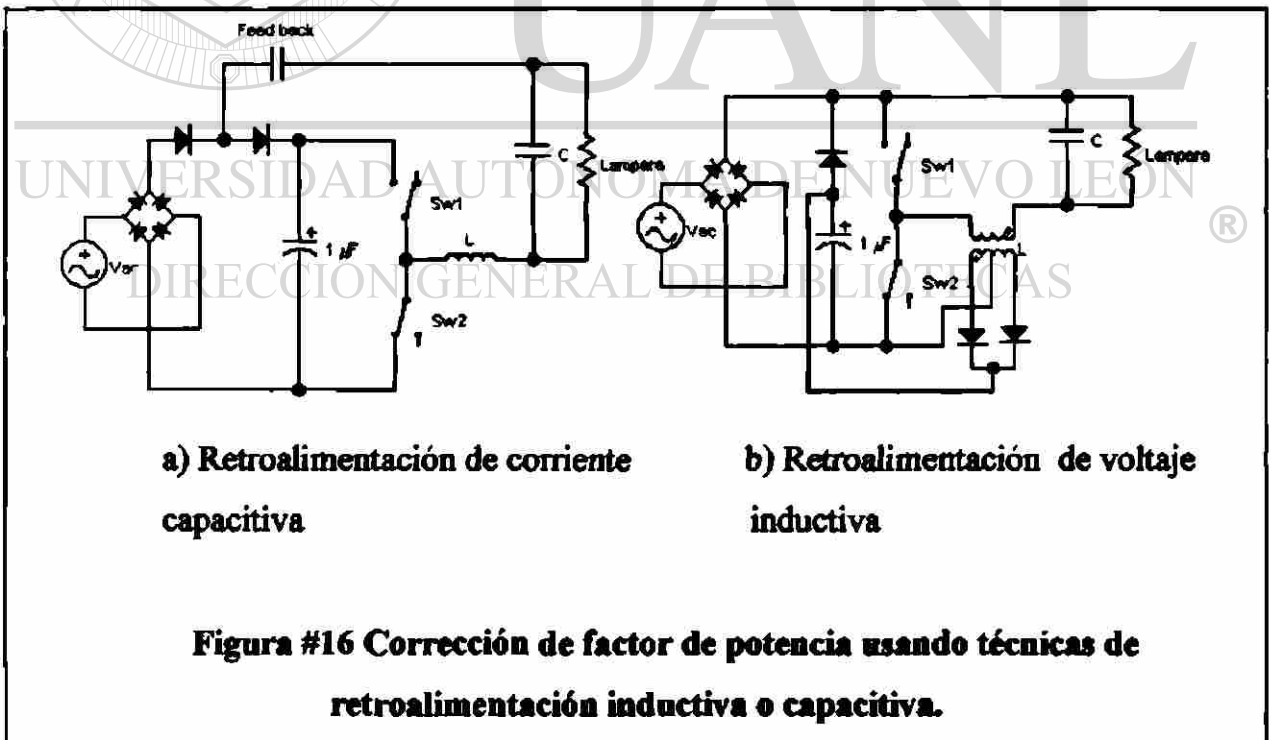 UANL
Feed back
UNIVERSIDAD AUTÓNOMA DE NUEVO LEÓN
®
DIRECCIÓN GENERAL DE BIBLIOTECAS
Sw1
C
Lampara
1 µF
L
Sw2
Sw1
C
Lampara
Vac
1 µF
L
Sw2
a) Retroalimentación de corriente
capacitiva
b) Retroalimentación de voltaje
inductiva
Figura #16 Corrección de factor de potencia usando técnicas de
retroalimentación inductiva o capacitiva.